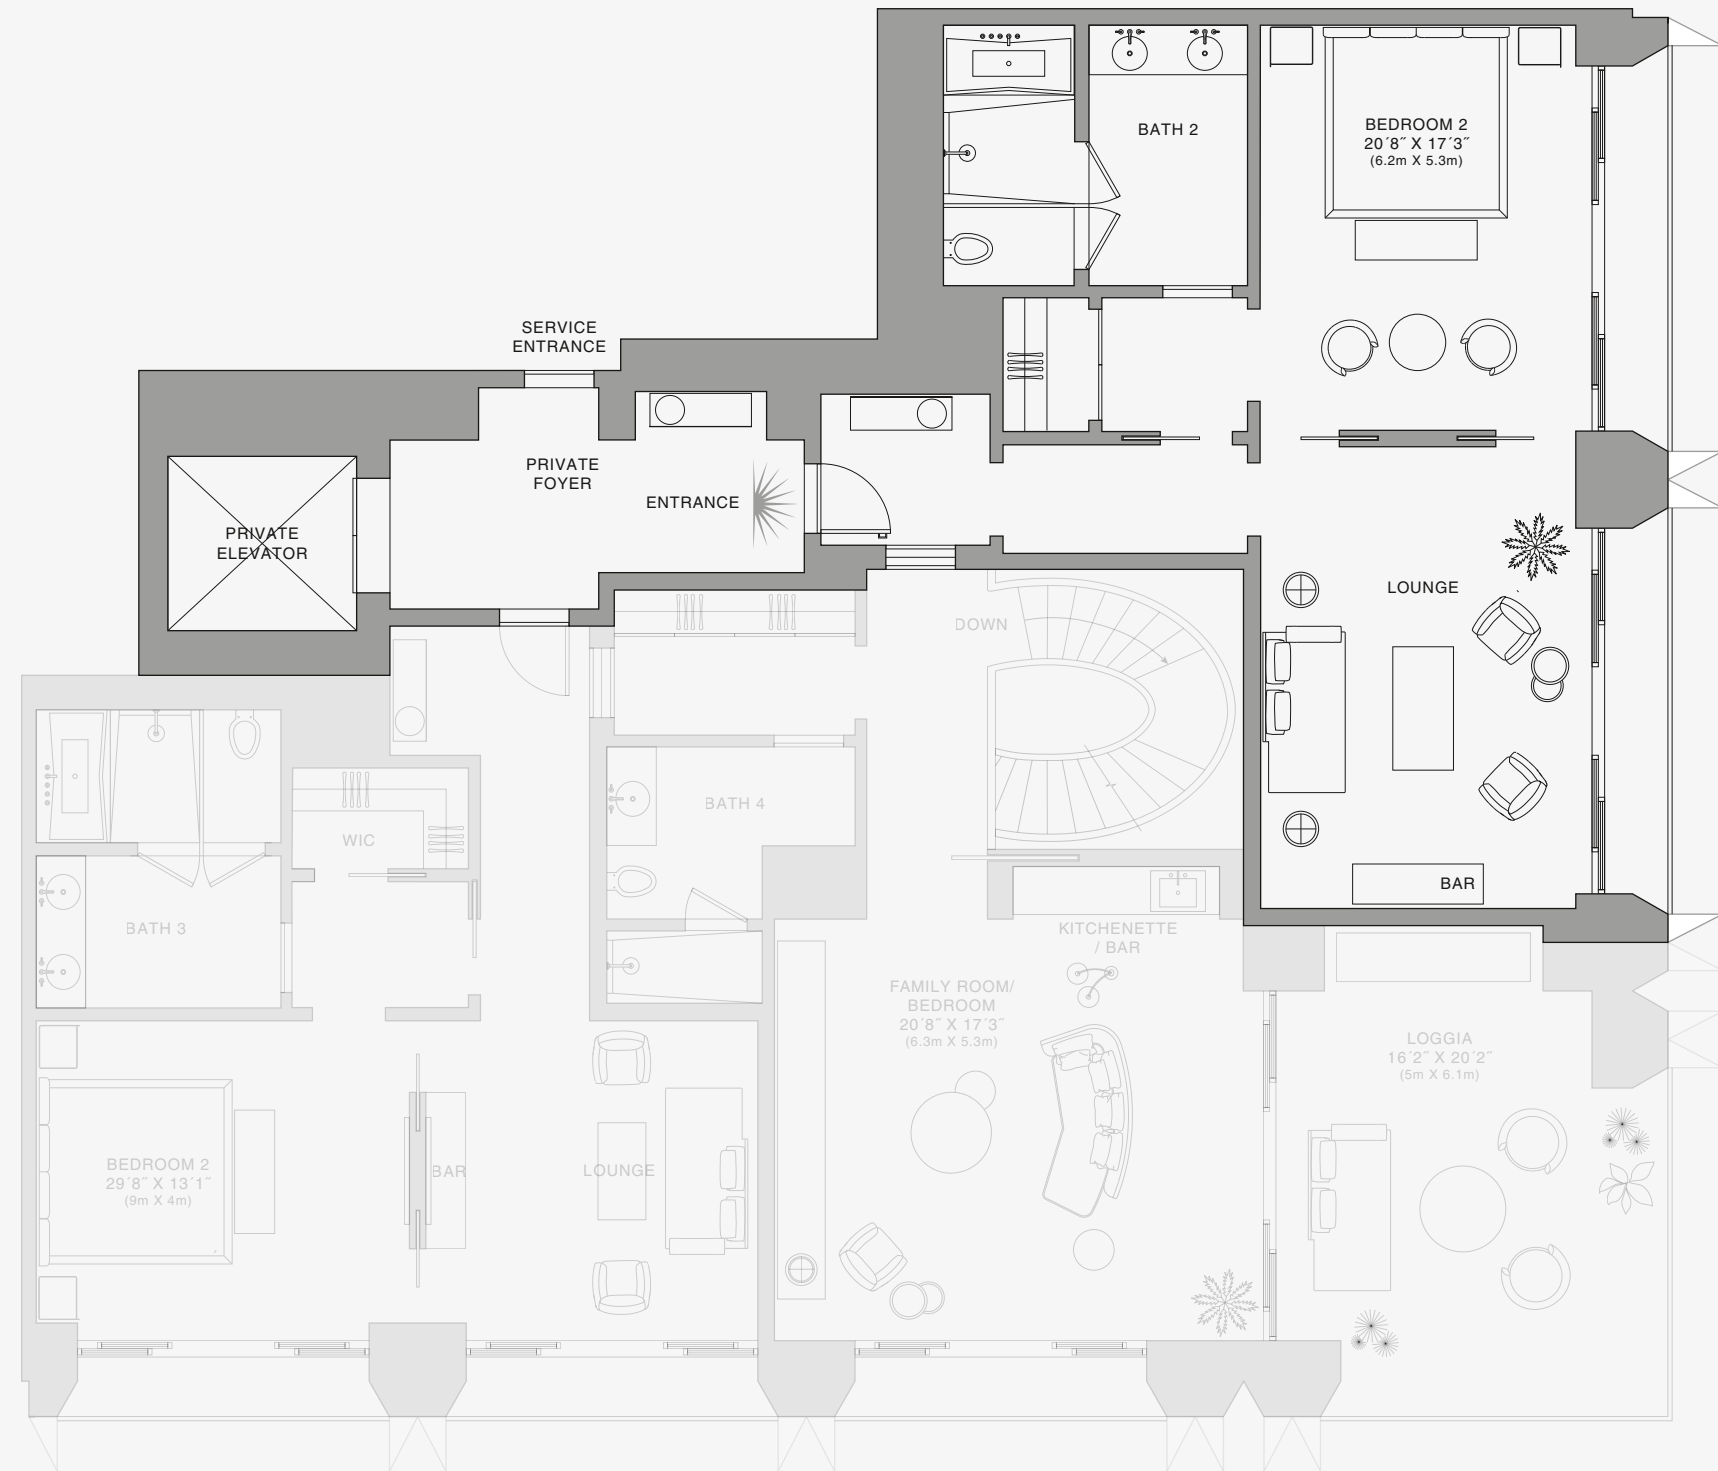 BATH 2
BEDROOM 2
20´8˝ X 17´3˝
(6.2m X 5.3m)
SERVICE
ENTRANCE
PRIVATE
FOYER
ENTRANCE
PRIVATE
ELEVATOR
LOUNGE
DOWN
BATH 4
WIC
BAR
BATH 3
KITCHENETTE
/ BAR
FAMILY ROOM/
BEDROOM
20´8˝ X 17´3˝
(6.3m X 5.3m)
LOGGIA
16´2˝ X 20´2˝
(5m X 6.1m)
BEDROOM 2
29´8˝ X 13´1˝
(9m X 4m)
BAR
LOUNGE